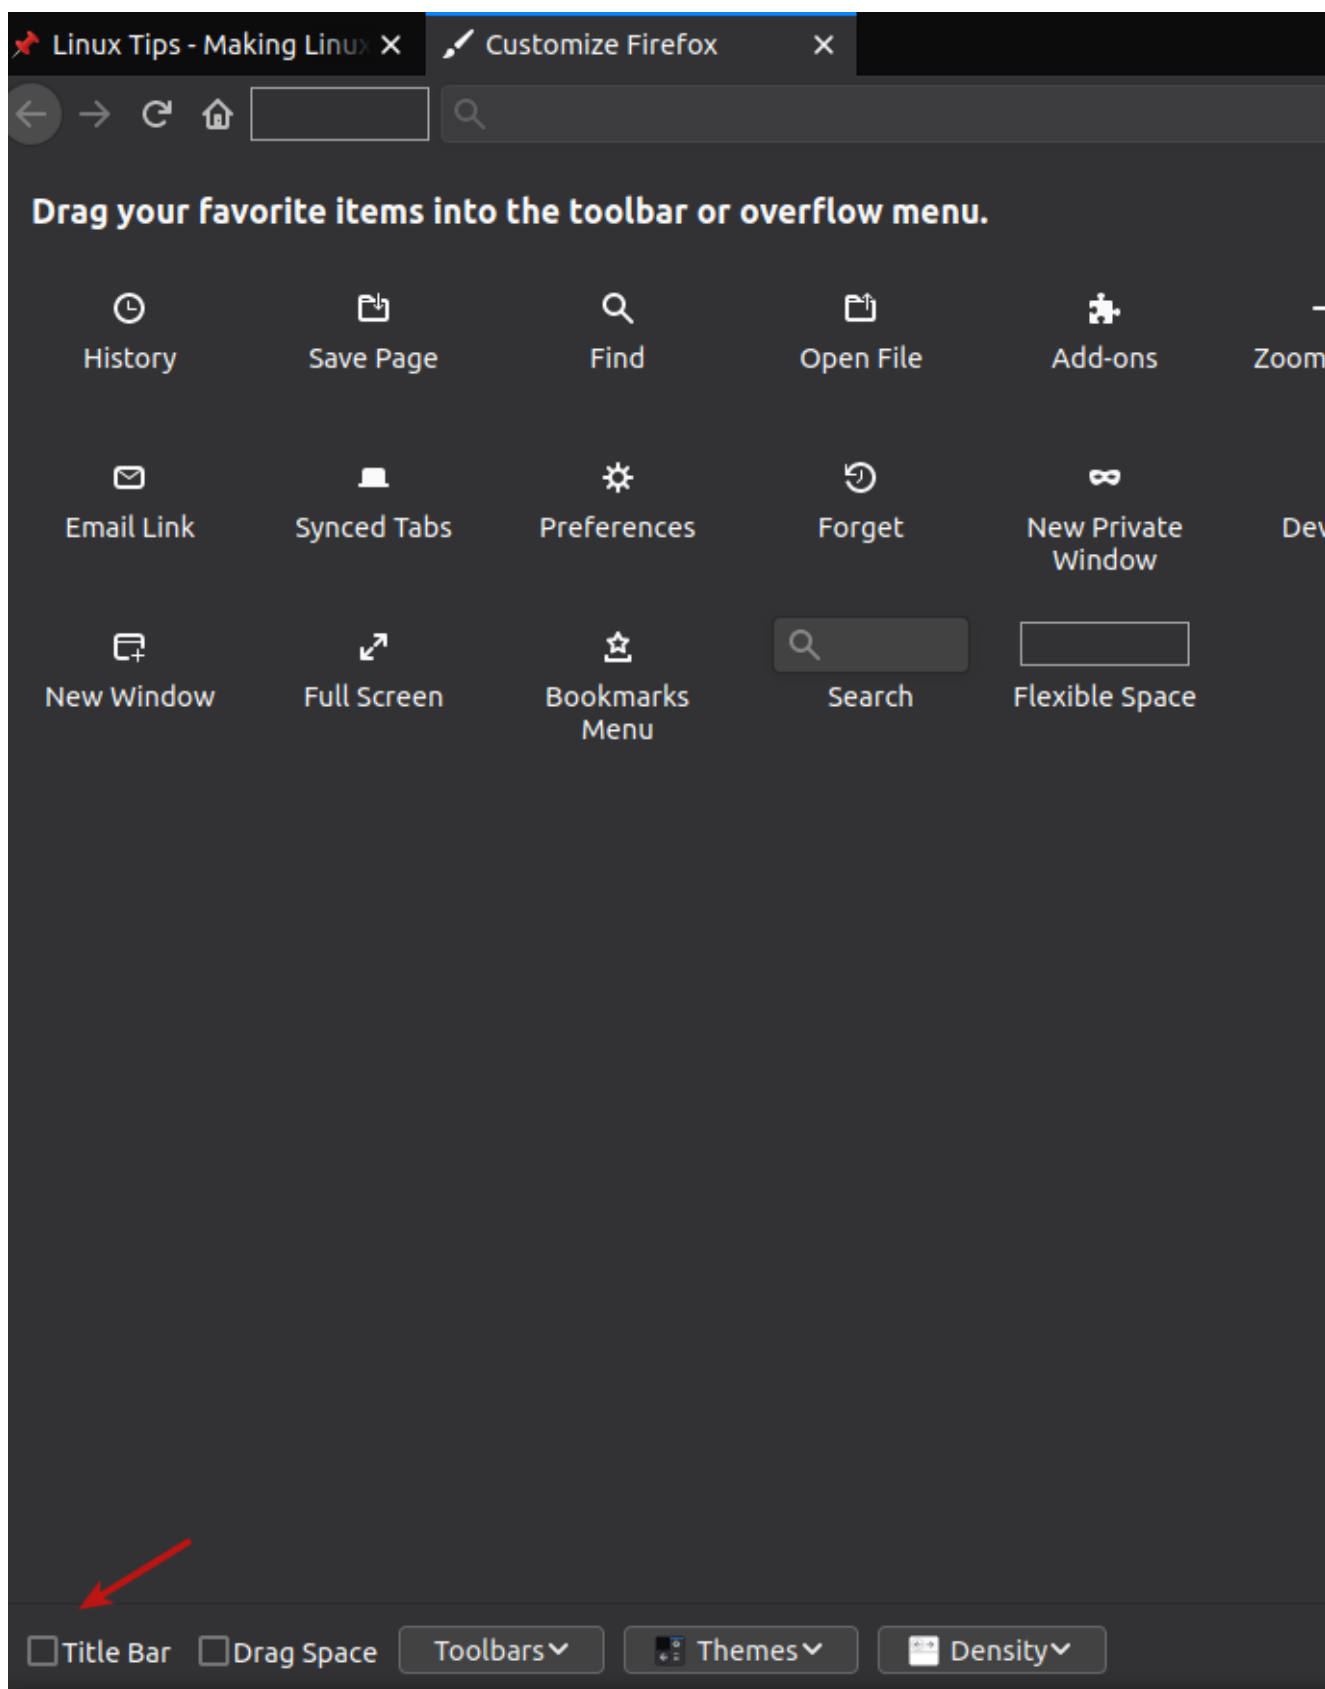 Linux Tips - Making Linux
Customize Firefox
Drag your favorite items into the toolbar or overflow menu.
History
Save Page
Find
Open File
Add-ons
Zoom
Email Link
Synced Tabs
Preferences
Forget
New Private
Window
Dev
New Window
Full Screen
Bookmarks
Menu
Search
Flexible Space
Title Bar
Drag Space
Toolbars
Themes
Density